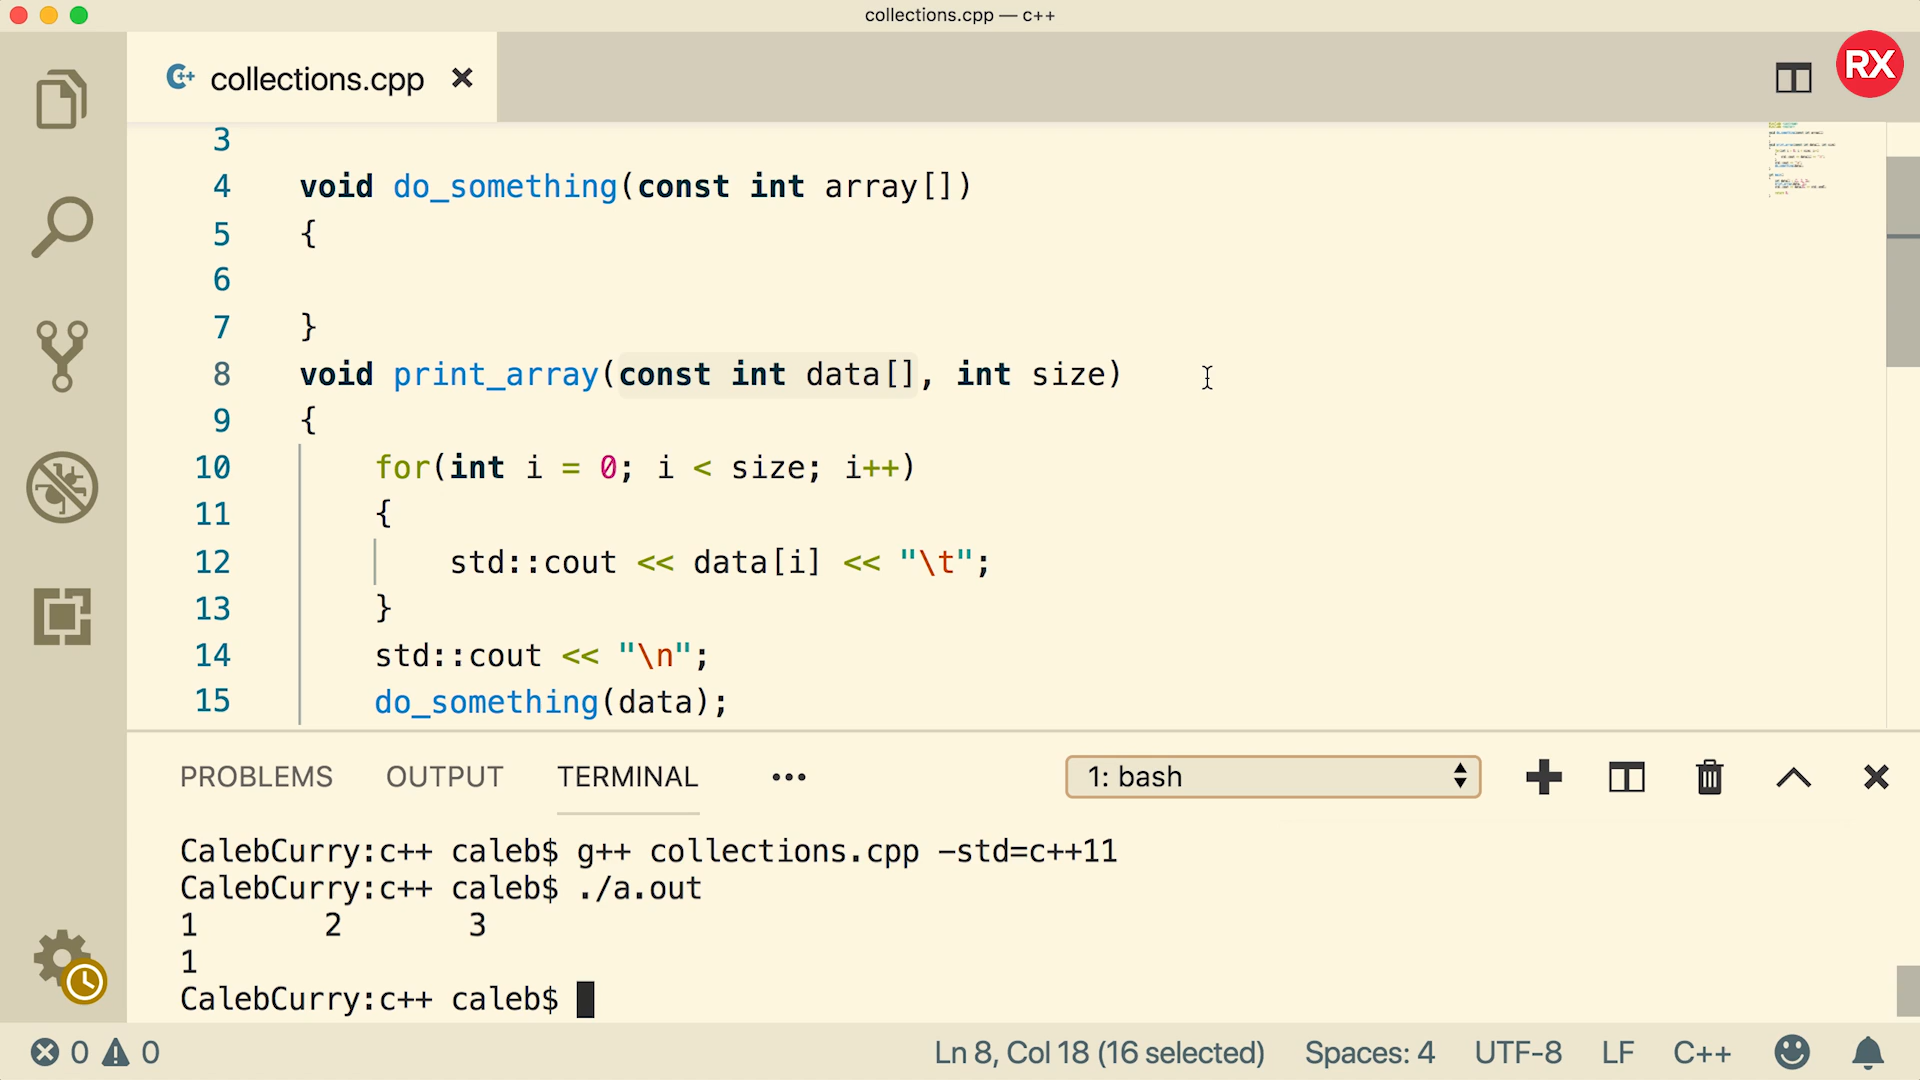 collections.cpp — c++
RX
collections.cpp
3
4 void do_something(const int array[])
5 {
6
7 }
8 void print_array(const int data[], int size)
9 {
10 for(int i = 0; i < size; i++)
11 {
12 std::cout << data[i] << "\t";
13 }
14 std::cout << "\n";
15 do_something(data);
PROBLEMS OUTPUT TERMINAL ••• 1: bash
CalebCurry:c++ caleb$ g++ collections.cpp -std=c++11
CalebCurry:c++ caleb$ ./a.out
1 2 3
1
CalebCurry:c++ caleb$
0 0 Ln 8, Col 18 (16 selected) Spaces: 4 UTF-8 LF C++